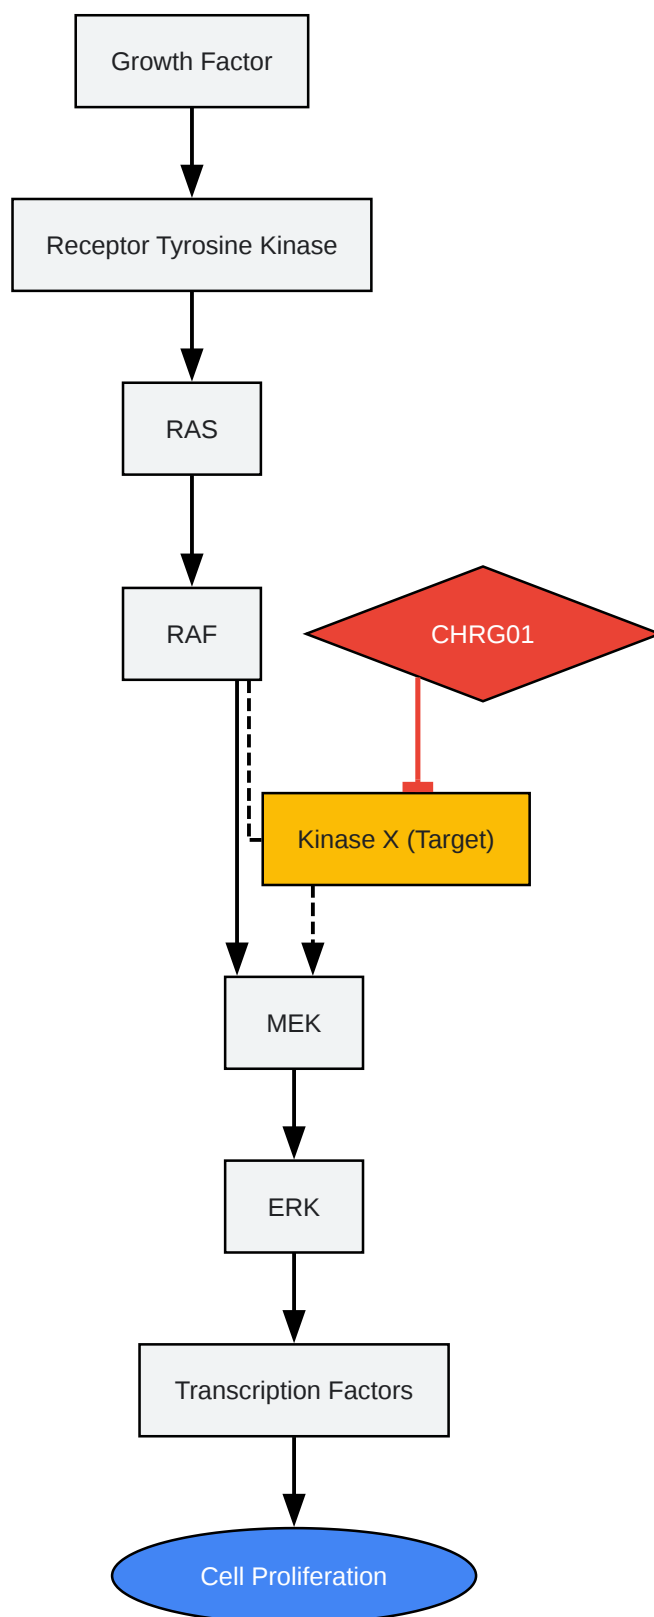 Growth Factor
Receptor Tyrosine Kinase
RAS
RAF
CHRG01
Kinase X (Target)
MEK
ERK
Transcription Factors
Cell Proliferation